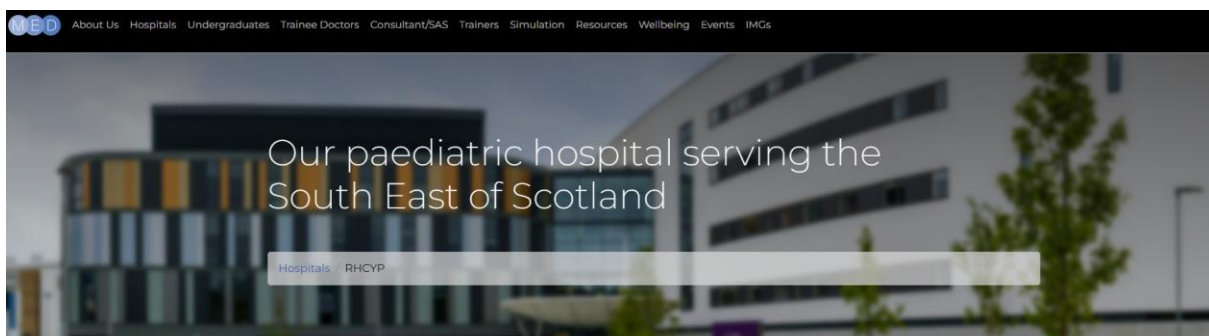 MED About Us Hospitals Undergraduates Trainee Doctors Consultant/SAS Trainers Simulation Resources Wellbeing Events IMGs
Our paediatric hospital serving the
South East of Scotland
Hospitals / RHCYP